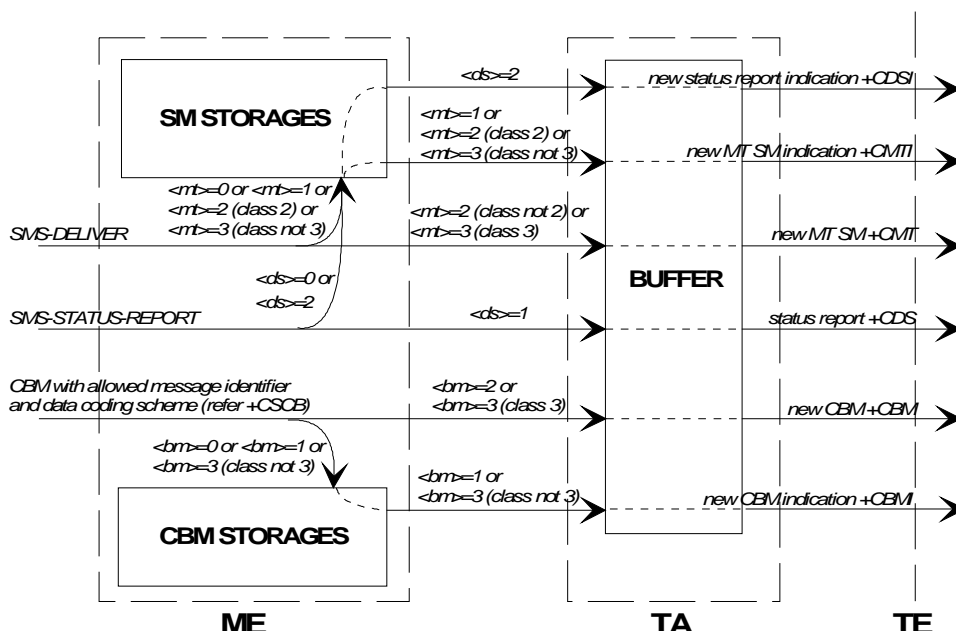 <ds>=2
new status report indication +CDSI
SM STORAGES
<mt>=1 or
<mt>=2 (class 2) or
<mt>=3 (class not 3)
new MT SM indication +CMTI
<mt>=0 or <mt>=1 or
<mt>=2 (class 2) or
<mt>=3 (class not 3)
<mt>=2 (class not 2) or
<mt>=3 (class 3)
SMS-DELIVER
new MT SM +CMT
<ds>=0 or
<ds>=2
BUFFER
SMS-STATUS-REPORT
<ds>=1
status report +CDS
CBM with allowed message identifier
and data coding scheme (refer +CSCB)
<bm>=2 or
<bm>=3 (class 3)
new CBM +CBM
<bm>=0 or <bm>=1 or
<bm>=3 (class not 3)
<bm>=1 or
<bm>=3 (class not 3)
new CBM indication +CBMI
CBM STORAGES
ME
TA
TE